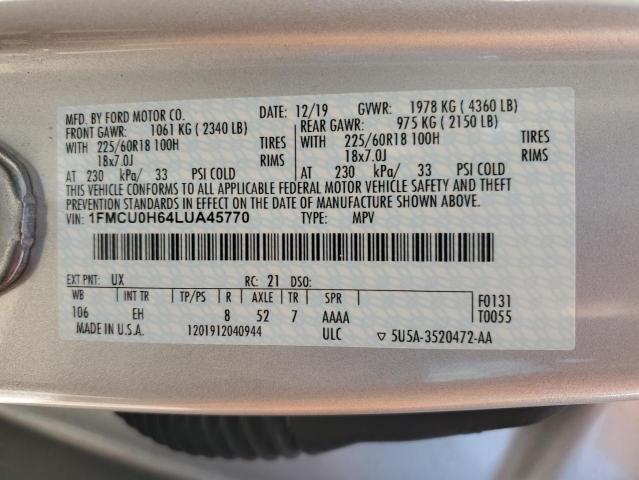 MFD. BY FORD MOTOR CO. DATE: 12/19 GVWR: 1978 KG ( 4360 LB)
FRONT GAWR: 1061 KG ( 2340 LB) REAR GAWR: 975 KG ( 2150 LB)
WITH 225/60R18 100H TIRES WITH 225/60R18 100H TIRES
18x7.0J RIMS 18x7.0J RIMS
AT 230 kPa/ 33 PSI COLD AT 230 kPa/ 33 PSI COLD
THIS VEHICLE CONFORMS TO ALL APPLICABLE FEDERAL MOTOR VEHICLE SAFETY AND THEFT
PREVENTION STANDARDS IN EFFECT ON THE DATE OF MANUFACTURE SHOWN ABOVE.
VIN: 1FMCU0H64LUA45770 TYPE: MPV
EXT PNT: UX RC: 21 DSO:
WB INT TR TP/PS R AXLE TR SPR F0131
106 EH 8 52 7 AAAA T0055
MADE IN U.S.A. 1201912040944 ULC ▽ 5U5A-3520472-AA